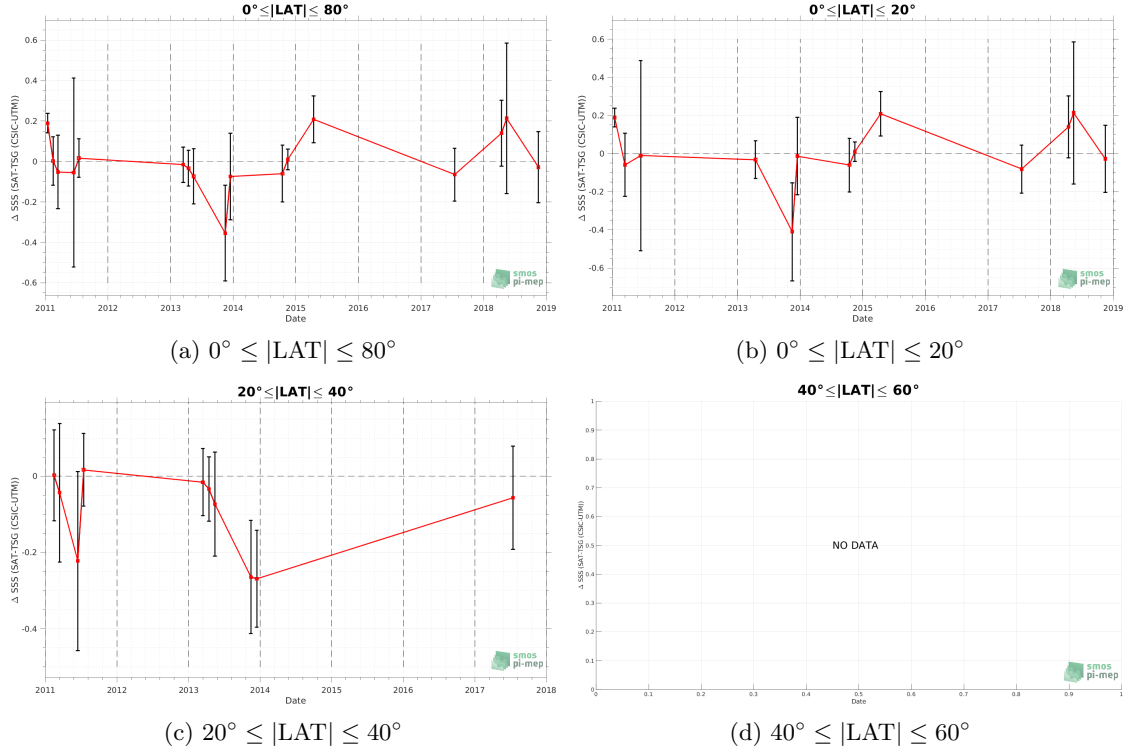 0°≤|LAT|≤ 80°
Δ SSS (SAT-TSG (CSIC-UTM))
0.6
0.4
0.2
0
-0.2
-0.4
-0.6
2011 2012 2013 2014 2015 2016 2017 2018 2019
Date
smos
pi-mep
(a) 0° ≤ |LAT| ≤ 80°
0°≤|LAT|≤ 20°
Δ SSS (SAT-TSG (CSIC-UTM))
0.6
0.4
0.2
0
-0.2
-0.4
-0.6
2011 2012 2013 2014 2015 2016 2017 2018 2019
Date
smos
pi-mep
(b) 0° ≤ |LAT| ≤ 20°
20°≤|LAT|≤ 40°
Δ SSS (SAT-TSG (CSIC-UTM))
0
-0.2
-0.4
2011 2012 2013 2014 2015 2016 2017 2018
Date
smos
pi-mep
(c) 20° ≤ |LAT| ≤ 40°
40°≤|LAT|≤ 60°
Δ SSS (SAT-TSG (CSIC-UTM))
1
0.9
0.8
0.7
0.6
0.5
0.4
0.3
0.2
0.1
0
NO DATA
0 0.1 0.2 0.3 0.4 0.5 0.6 0.7 0.8 0.9 1
Date
smos
pi-mep
(d) 40° ≤ |LAT| ≤ 60°